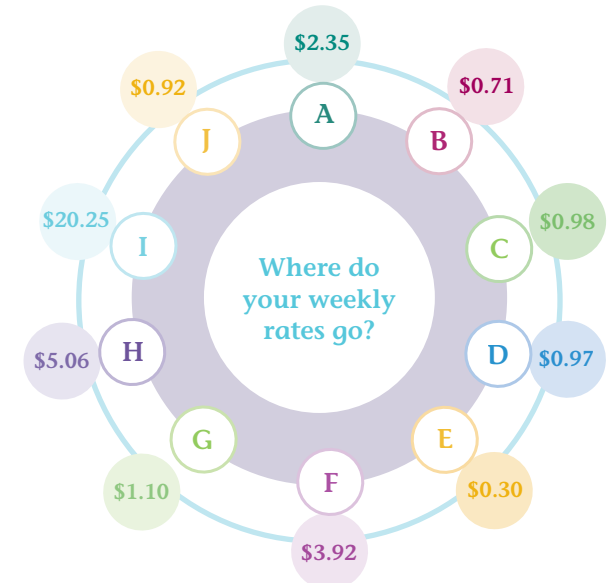 $2.35
A
$0.71
B
$0.98
C
$0.97
D
$0.30
E
$3.92
F
$1.10
G
$5.06
H
$20.25
I
$0.92
J
Where do
your weekly
rates go?